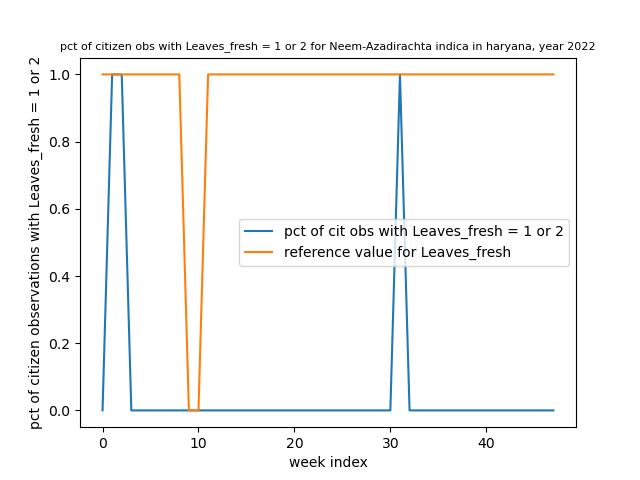 pct of citizen obs with Leaves_fresh = 1 or 2 for Neem-Azadirachta indica in haryana, year 2022
pct of citizen observations with Leaves_fresh = 1 or 2
1.0
0.8
0.6
0.4
0.2
0.0
pct of cit obs with Leaves_fresh = 1 or 2
reference value for Leaves_fresh
0
10
20
30
40
week index